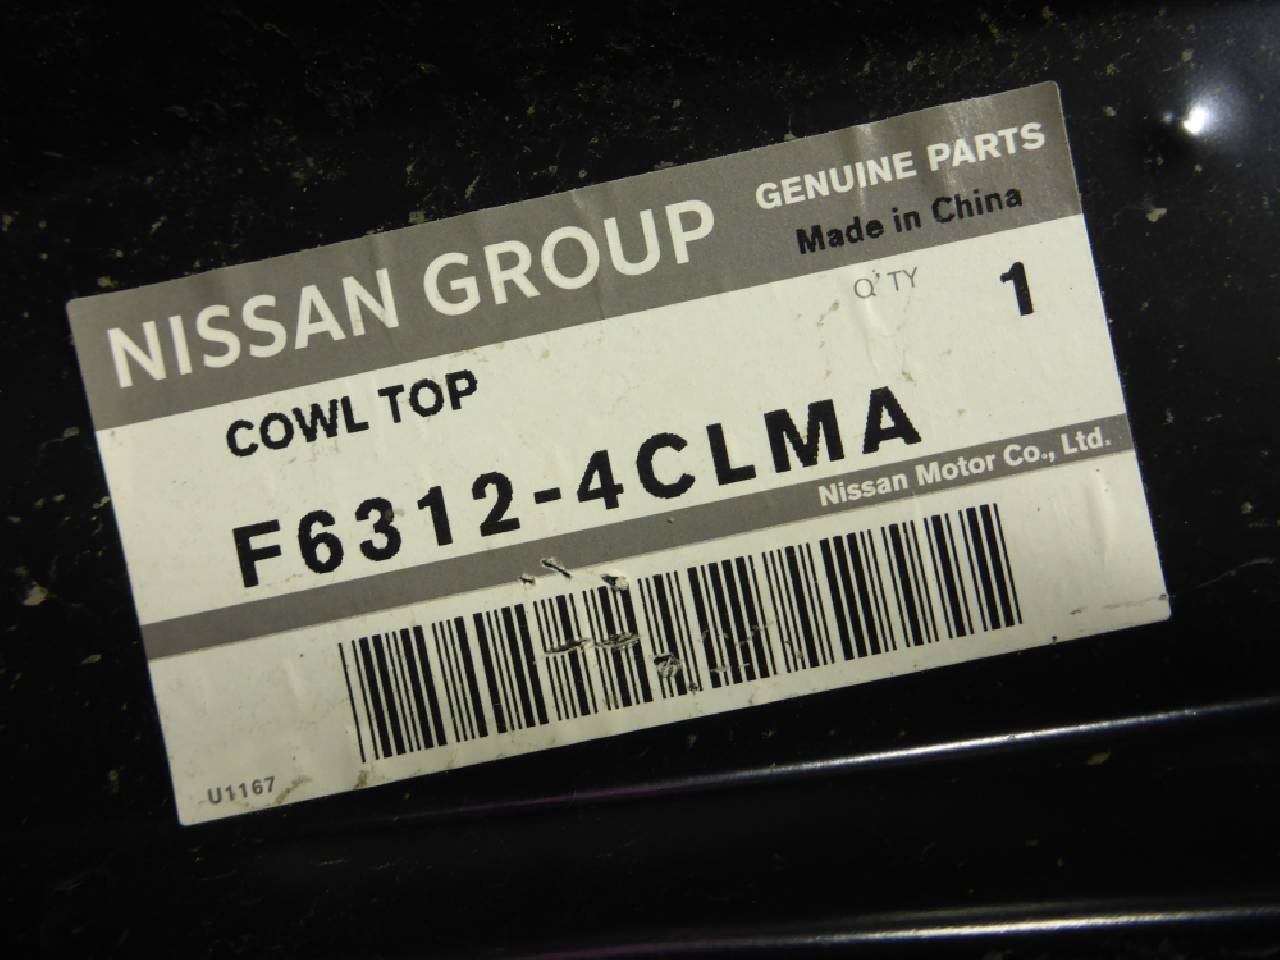 NISSAN GROUP
GENUINE PARTS
Made in China
COWL TOP
Q'TY 1
F6312-4CLMA
Nissan Motor Co., Ltd.
U1167